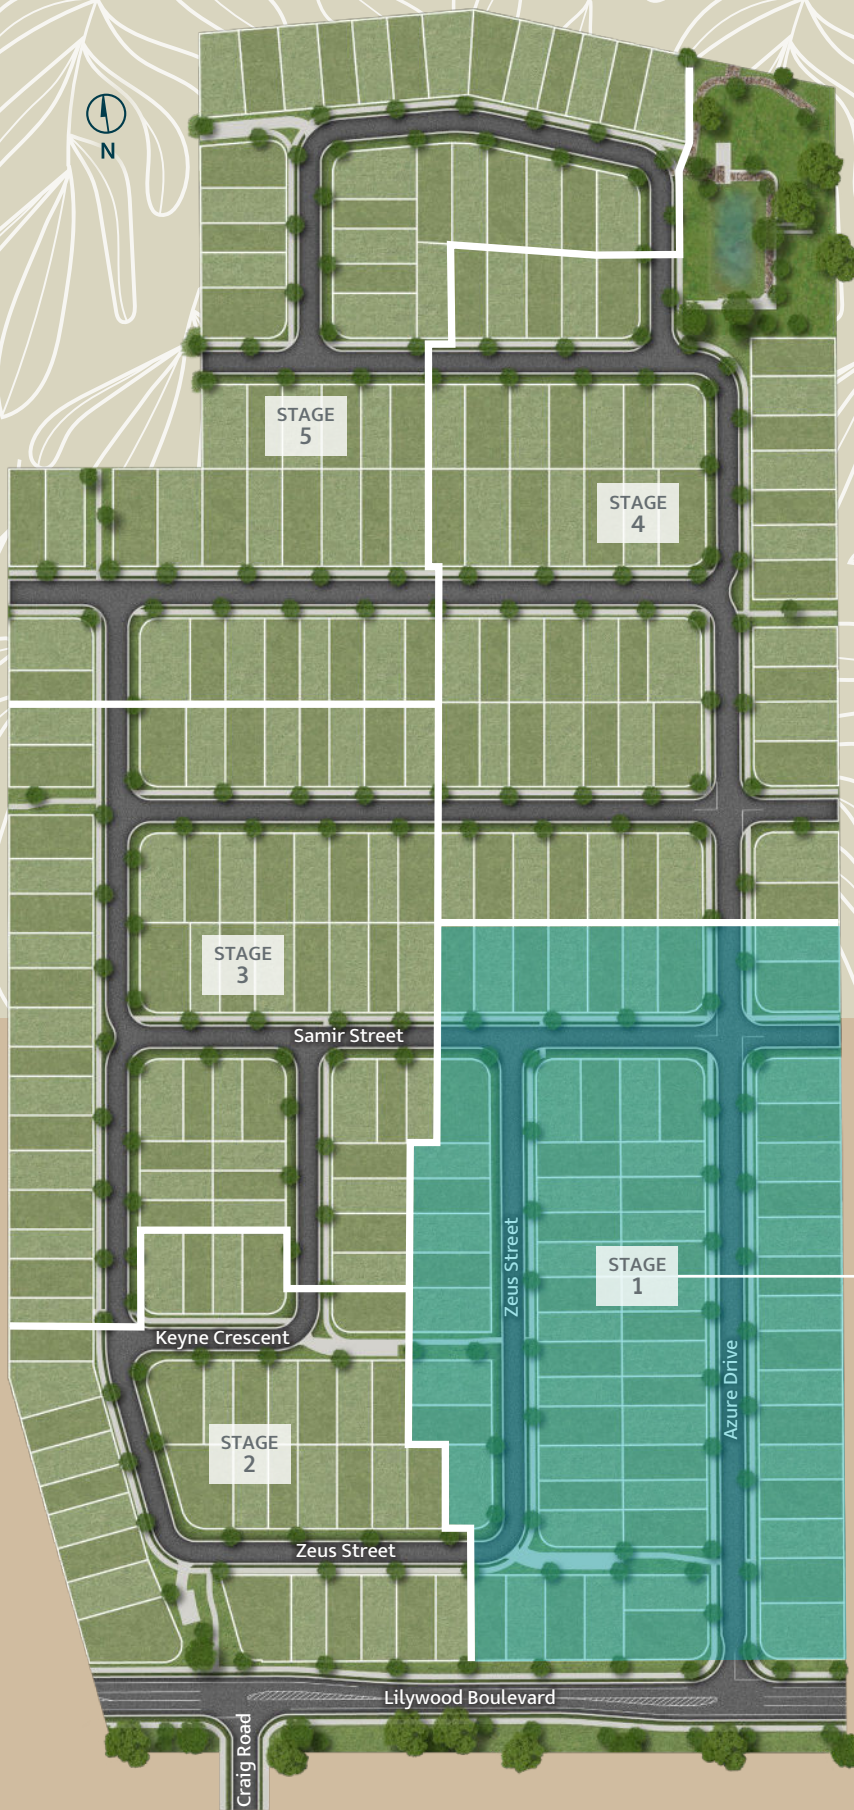 N
STAGE
5
STAGE
4
STAGE
3
Samir Street
Zeus Street
STAGE
1
Keyne Crescent
Azure Drive
STAGE
2
Zeus Street
Lilywood Boulevard
Craig Road